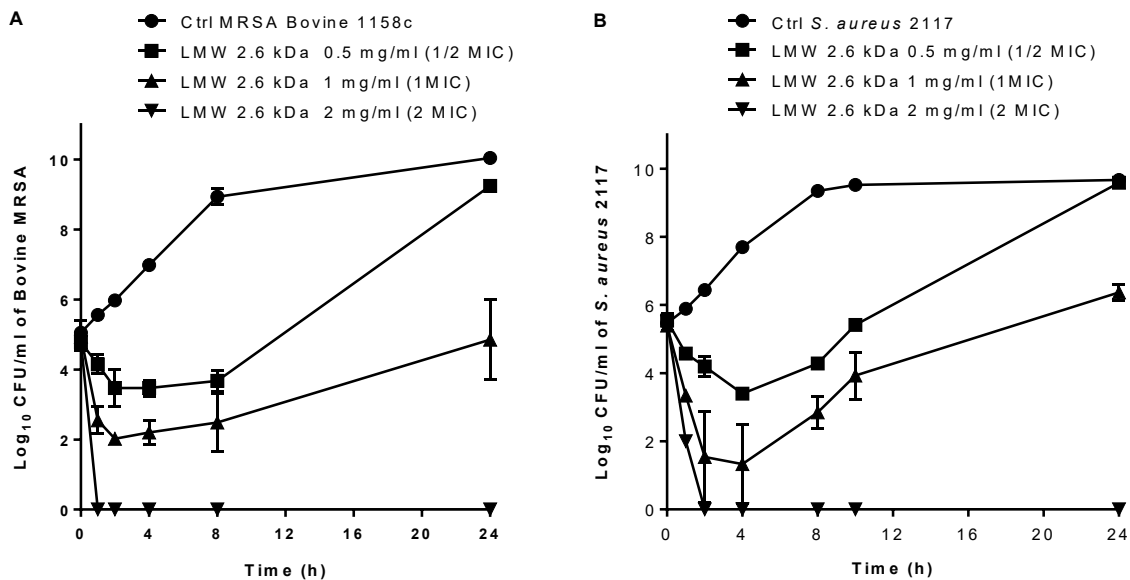 A
Ctrl MRSA Bovine 1158c
LMW 2.6 kDa 0.5 mg/ml (1/2 MIC)
LMW 2.6 kDa 1 mg/ml (1MIC)
LMW 2.6 kDa 2 mg/ml (2 MIC)
Log10 CFU/ml of Bovine MRSA
10
8
6
4
2
0
0 4 8 12 16 20 24
Time (h)
B
Ctrl S. aureus 2117
LMW 2.6 kDa 0.5 mg/ml (1/2 MIC)
LMW 2.6 kDa 1 mg/ml (1MIC)
LMW 2.6 kDa 2 mg/ml (2 MIC)
Log10 CFU/ml of S. aureus 2117
10
8
6
4
2
0
0 4 8 12 16 20 24
Time (h)